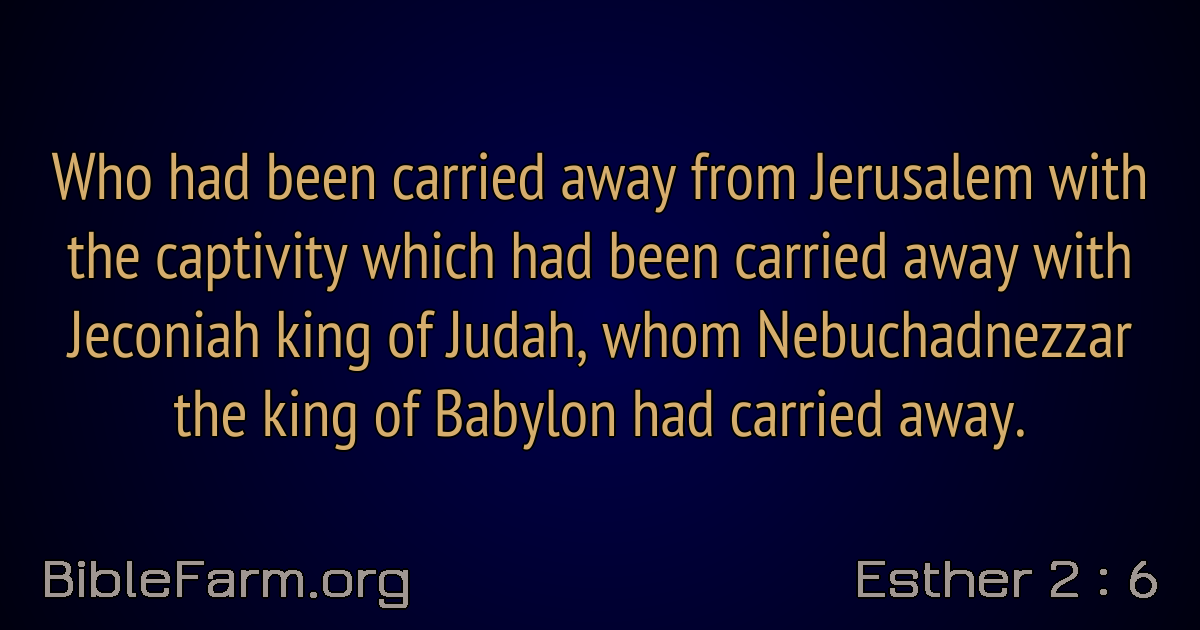 Who had been carried away from Jerusalem with
the captivity which had been carried away with
Jeconiah king of Judah, whom Nebuchadnezzar
the king of Babylon had carried away.
BibleFarm.org
Esther 2 : 6